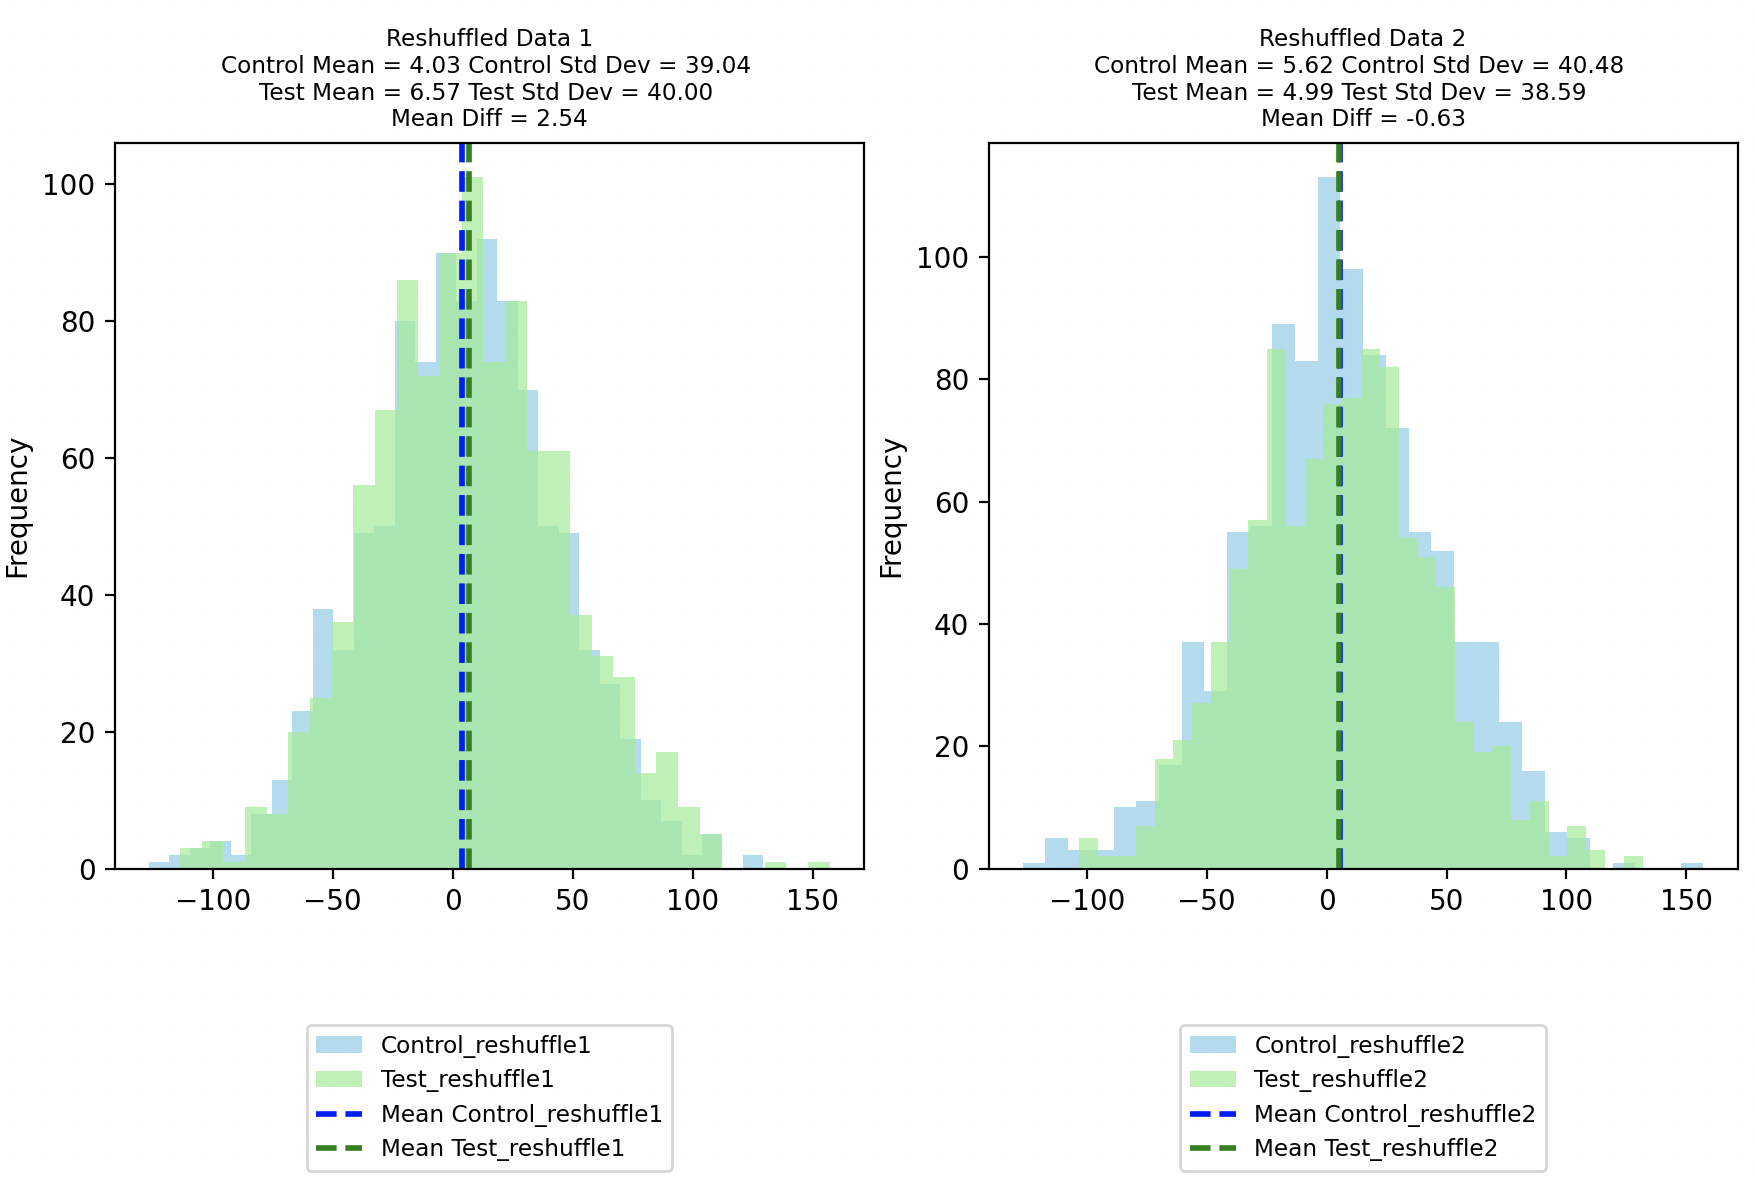 Reshuffled Data 1
Control Mean = 4.03 Control Std Dev = 39.04
Test Mean = 6.57 Test Std Dev = 40.00
Mean Diff = 2.54
Frequency
100
80
60
40
20
0
−100 −50 0 50 100 150
Control_reshuffle1
Test_reshuffle1
Mean Control_reshuffle1
Mean Test_reshuffle1
Reshuffled Data 2
Control Mean = 5.62 Control Std Dev = 40.48
Test Mean = 4.99 Test Std Dev = 38.59
Mean Diff = -0.63
Frequency
100
80
60
40
20
0
−100 −50 0 50 100 150
Control_reshuffle2
Test_reshuffle2
Mean Control_reshuffle2
Mean Test_reshuffle2